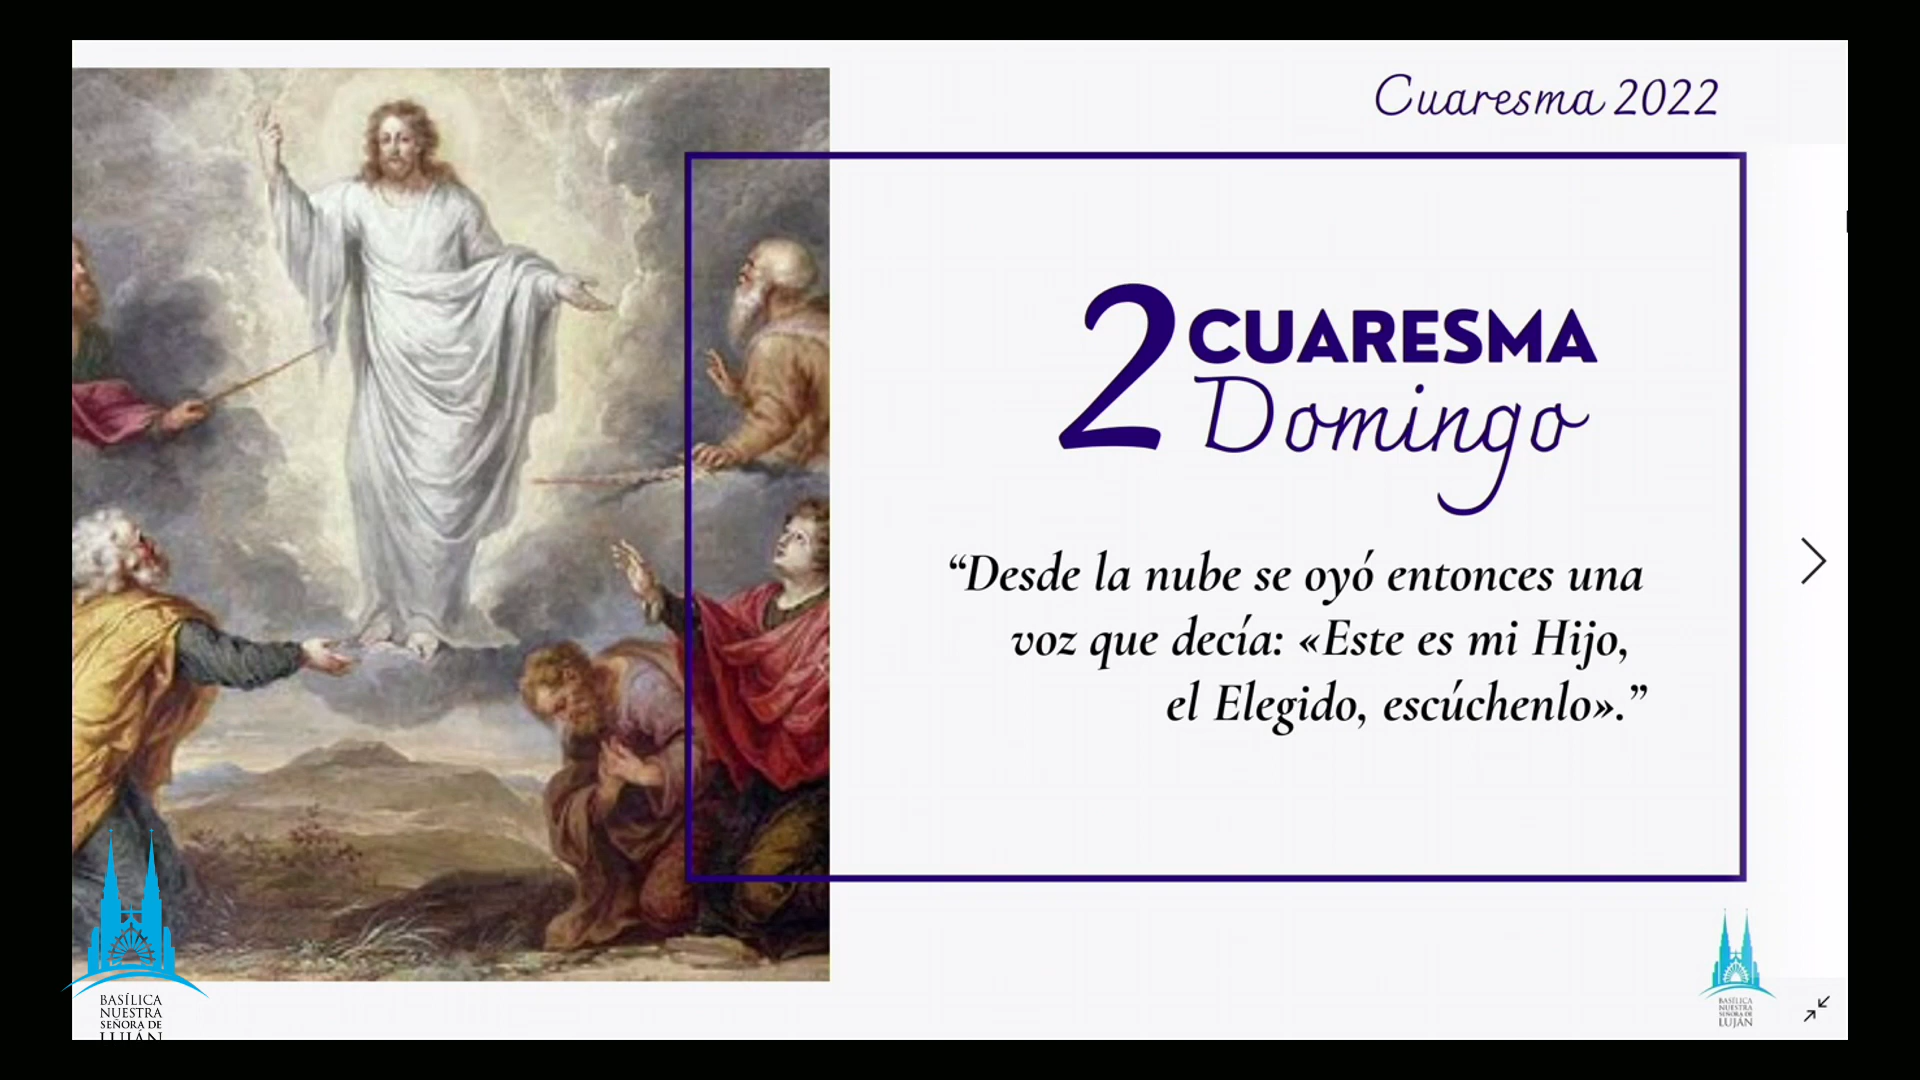 Cuaresma 2022
2 CUARESMA
Domingo
“Desde la nube se oyó entonces una
voz que decía: «Este es mi Hijo,
el Elegido, escúchenlo».”
BASÍLICA
NUESTRA
SEÑORA DE
LUJÁN
BASÍLICA
NUESTRA
SEÑORA DE
LUJÁN